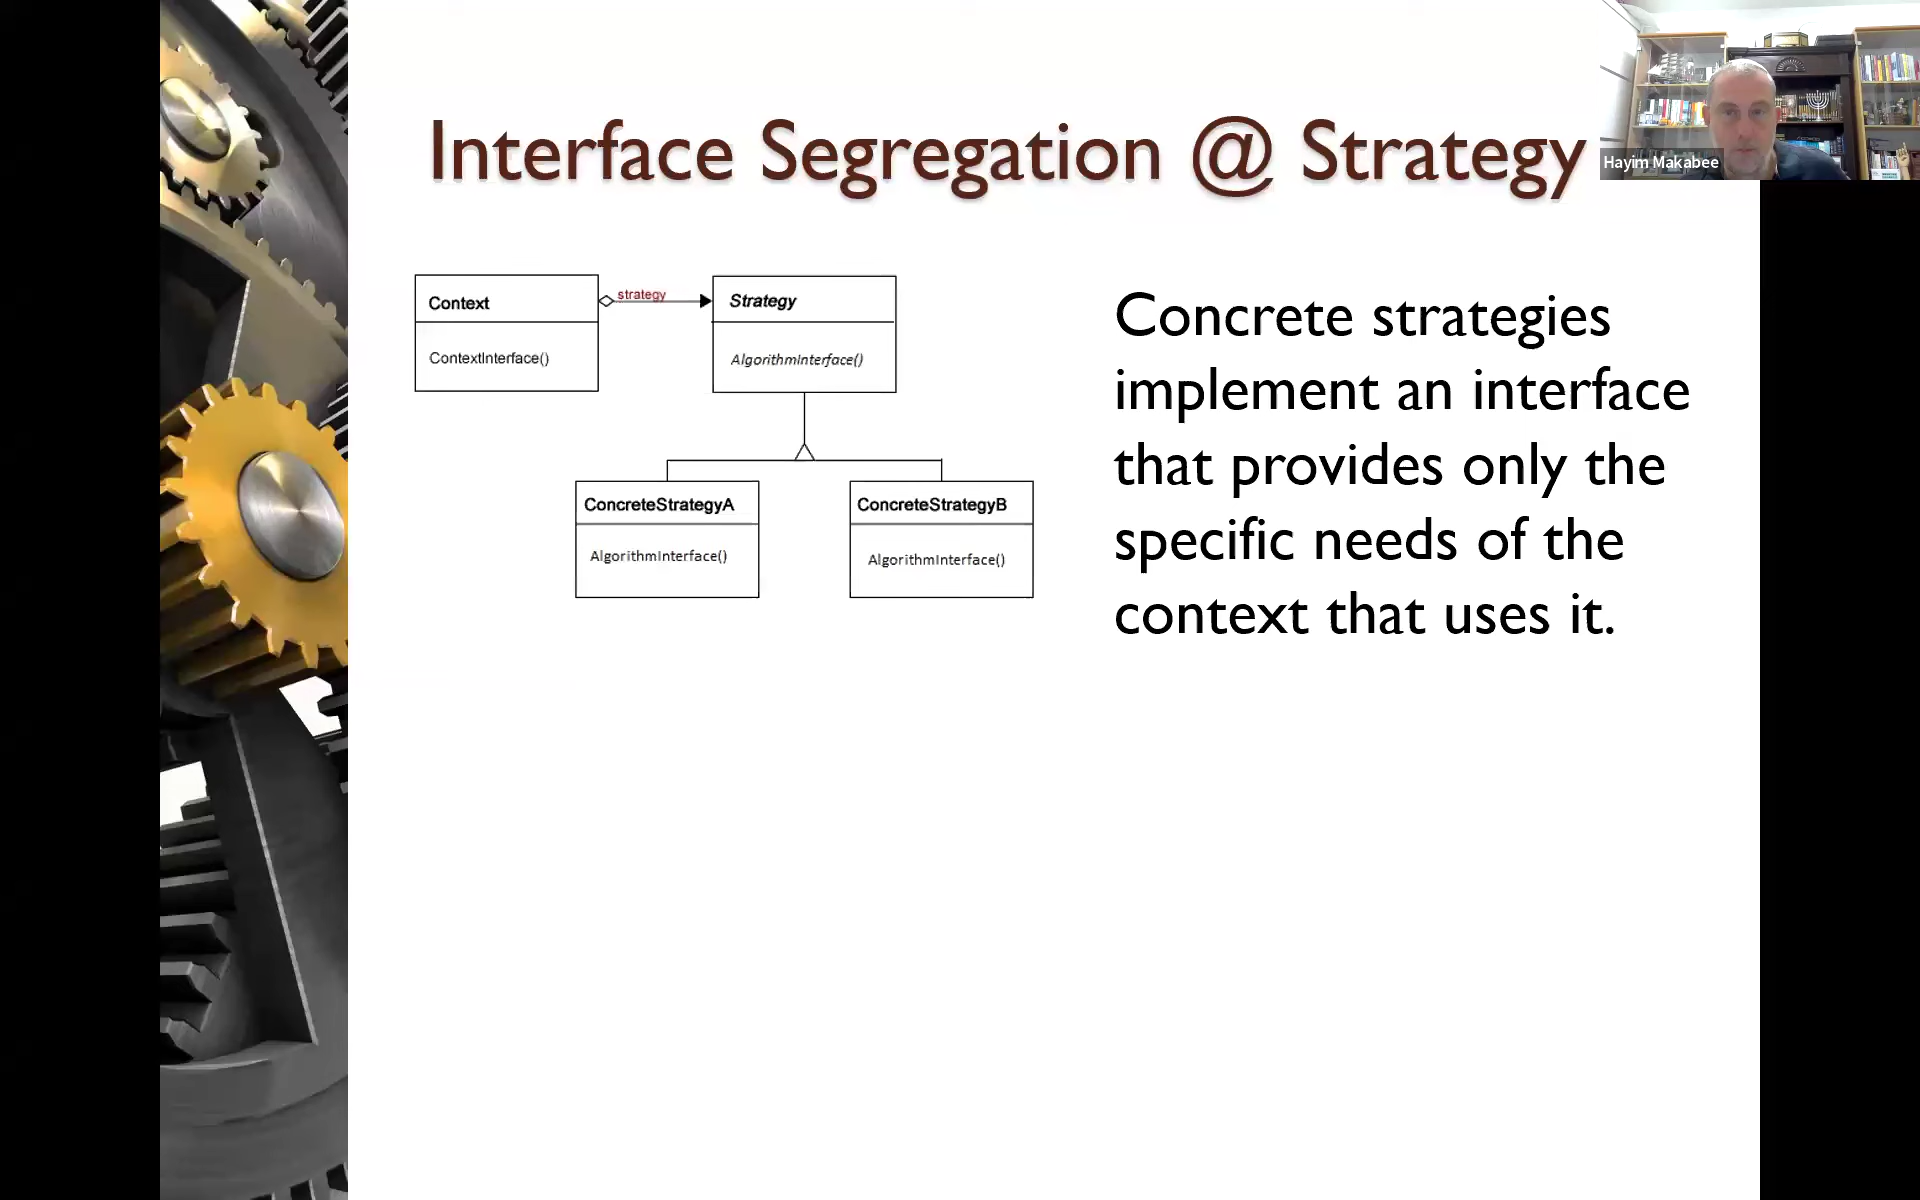 Interface Segregation @ Strategy
Hayim Makabee
Context
strategy
Strategy
ContextInterface()
AlgorithmInterface()
ConcreteStrategyA
ConcreteStrategyB
AlgorithmInterface()
AlgorithmInterface()
Concrete strategies
implement an interface
that provides only the
specific needs of the
context that uses it.